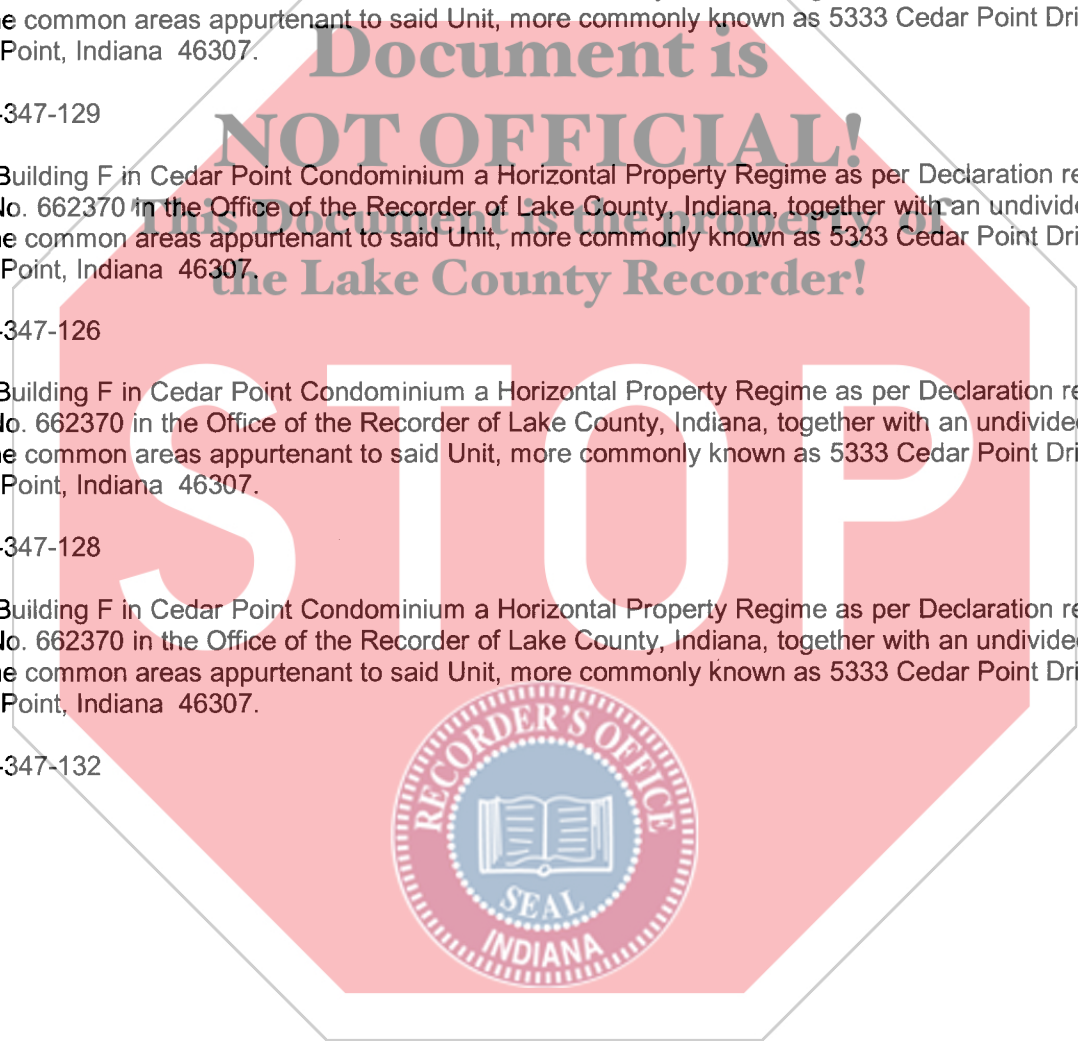 e common areas appurtenant to said Unit, more commonly known as 5333 Cedar Point Dri
Point, Indiana 46307.
Document is
-347-129
NOT OFFICIAL!
Building F in Cedar Point Condominium a Horizontal Property Regime as per Declaration re
No. 662370 in the Office of the Recorder of Lake County, Indiana, together with an undivide
This Document is the property of
e common areas appurtenant to said Unit, more commonly known as 5333 Cedar Point Dri
Point, Indiana 46307.
the Lake County Recorder!
-347-126
Building F in Cedar Point Condominium a Horizontal Property Regime as per Declaration re
No. 662370 in the Office of the Recorder of Lake County, Indiana, together with an undivide
e common areas appurtenant to said Unit, more commonly known as 5333 Cedar Point Dri
Point, Indiana 46307.
STOP
-347-128
Building F in Cedar Point Condominium a Horizontal Property Regime as per Declaration re
No. 662370 in the Office of the Recorder of Lake County, Indiana, together with an undivide
e common areas appurtenant to said Unit, more commonly known as 5333 Cedar Point Dri
Point, Indiana 46307.
-347-132
RECORDER'S OFFICE
SEAL
INDIANA